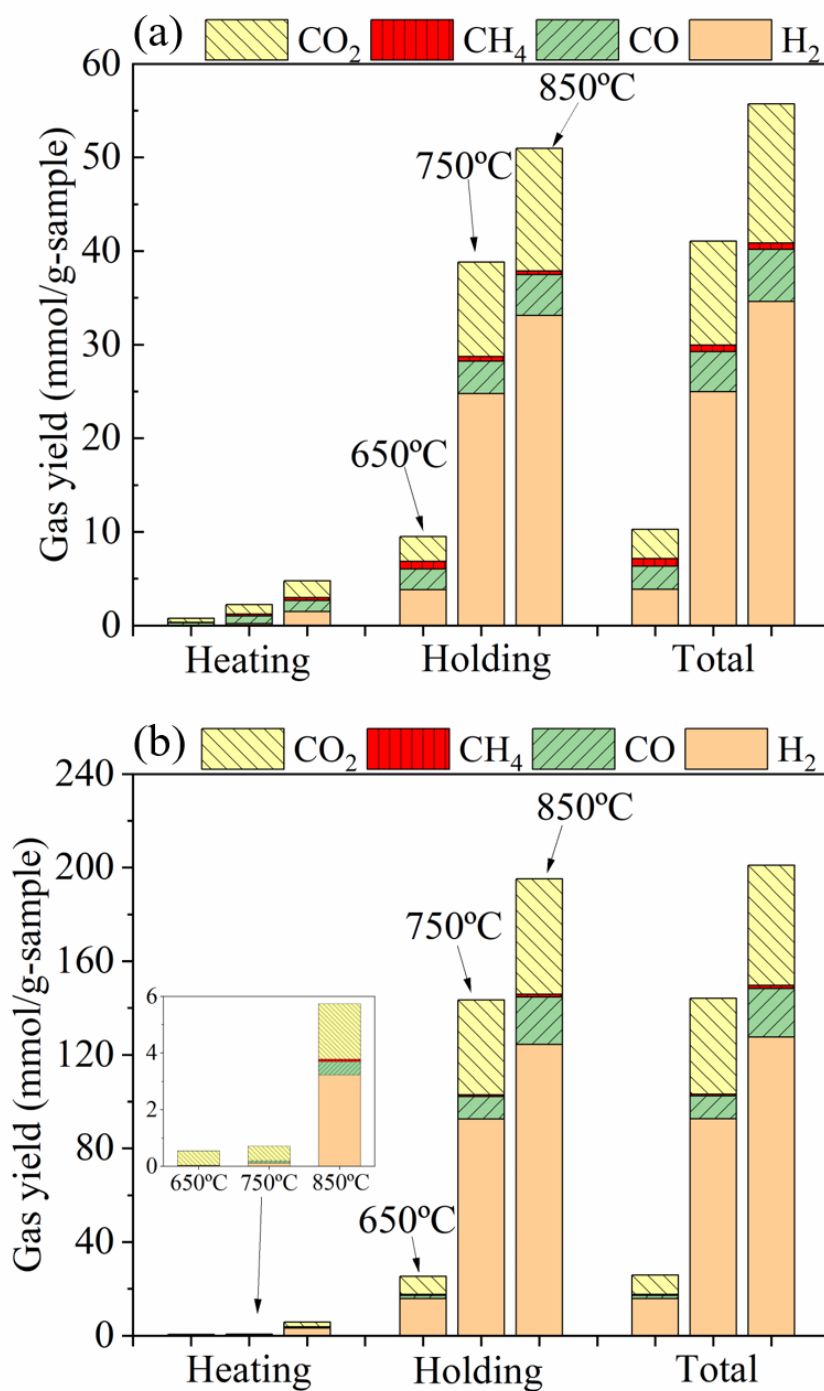 (a) CO₂ CH₄ CO H₂
60
850ºC
50
750ºC
40
30
650ºC
20
10
0
Gas yield (mmol/g-sample)
Heating Holding Total
(b) CO₂ CH₄ CO H₂
240
850ºC
200
750ºC
160
6
120
4
80
2
0
650ºC 750ºC 850ºC
650ºC
40
0
Gas yield (mmol/g-sample)
Heating Holding Total